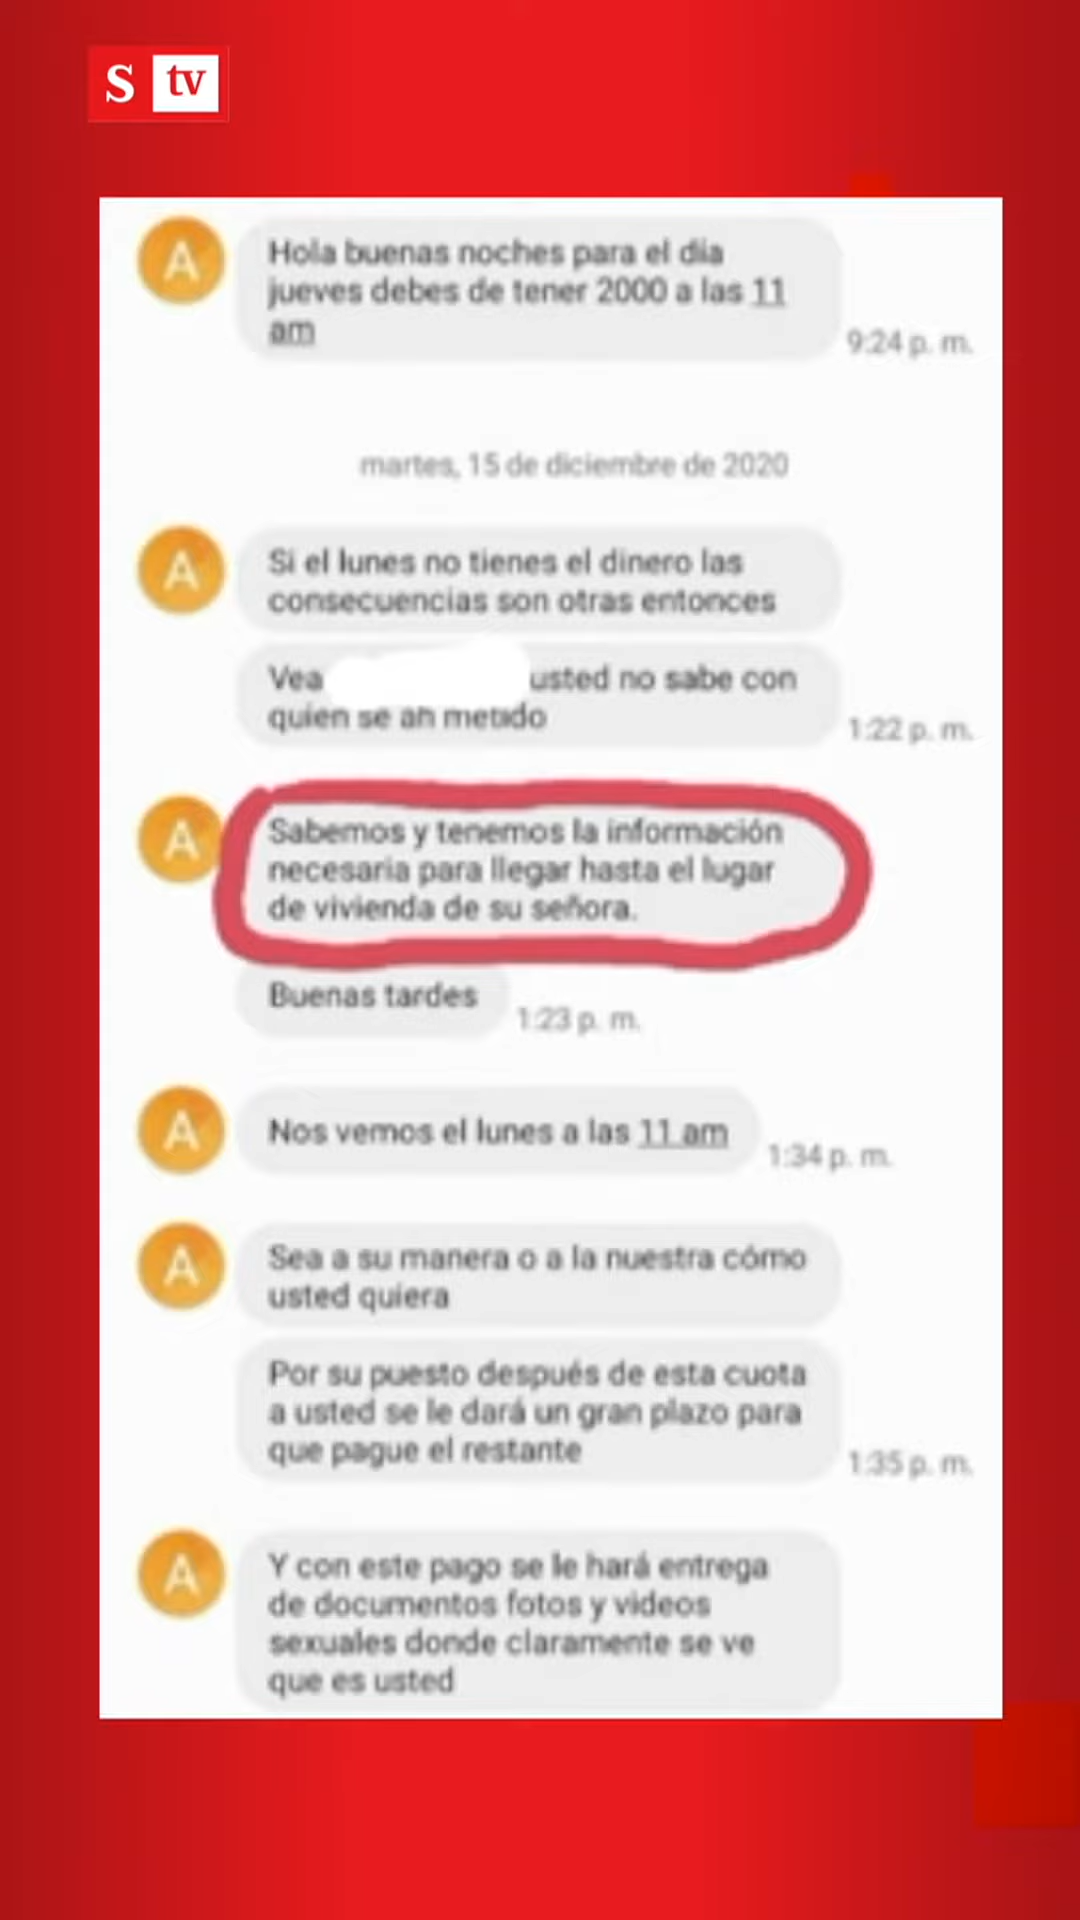 S tv
Hola buenas noches para el día
jueves debes de tener 2000 a las 11
am
9:24 p. m.
martes, 15 de diciembre de 2020
Si el lunes no tienes el dinero las
consecuencias son otras entonces
Vea usted no sabe con
quien se ah metido
1:22 p. m.
A
Sabemos y tenemos la información
necesaria para llegar hasta el lugar
de vivienda de su señora.
Buenas tardes
1:23 p. m.
A
Nos vemos el lunes a las 11 am
1:34 p. m.
A
Sea a su manera o a la nuestra cómo
usted quiera
Por su puesto después de esta cuota
a usted se le dará un gran plazo para
que pague el restante
1:35 p. m.
A
Y con este pago se le hará entrega
de documentos fotos y videos
sexuales donde claramente se ve
que es usted